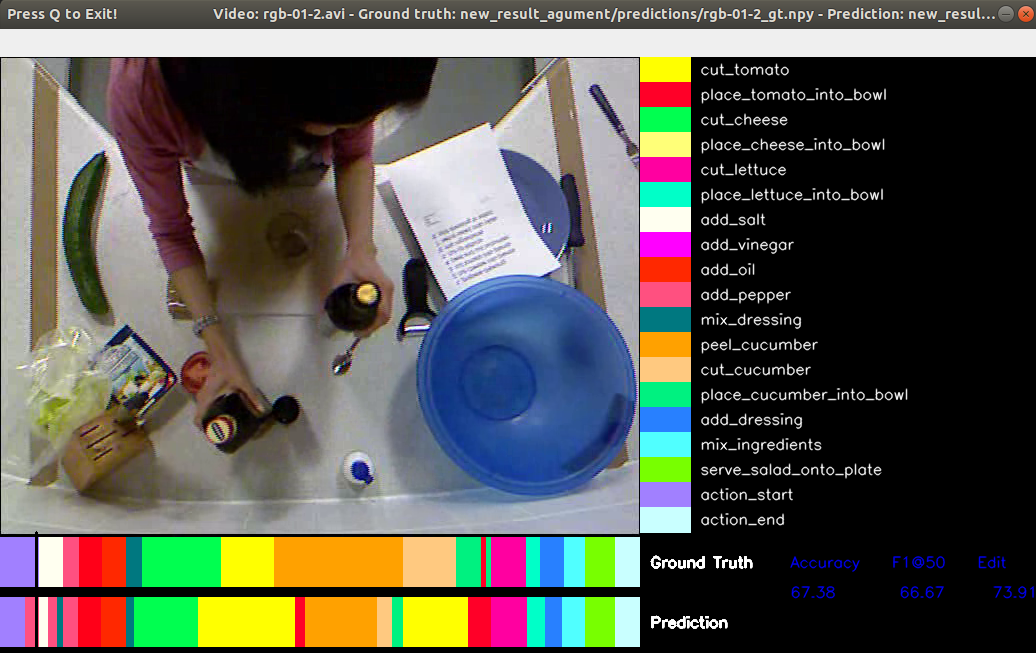 Press Q to Exit!
Video: rgb-01-2.avi - Ground truth: new_result_agument/predictions/rgb-01-2_gt.npy - Prediction: new_resul...
cut_tomato
place_tomato_into_bowl
cut_cheese
place_cheese_into_bowl
cut_lettuce
place_lettuce_into_bowl
add_salt
add_vinegar
add_oil
add_pepper
mix_dressing
peel_cucumber
cut_cucumber
place_cucumber_into_bowl
add_dressing
mix_ingredients
serve_salad_onto_plate
action_start
action_end
Ground Truth Accuracy F1@50 Edit
67.38 66.67 73.91
Prediction